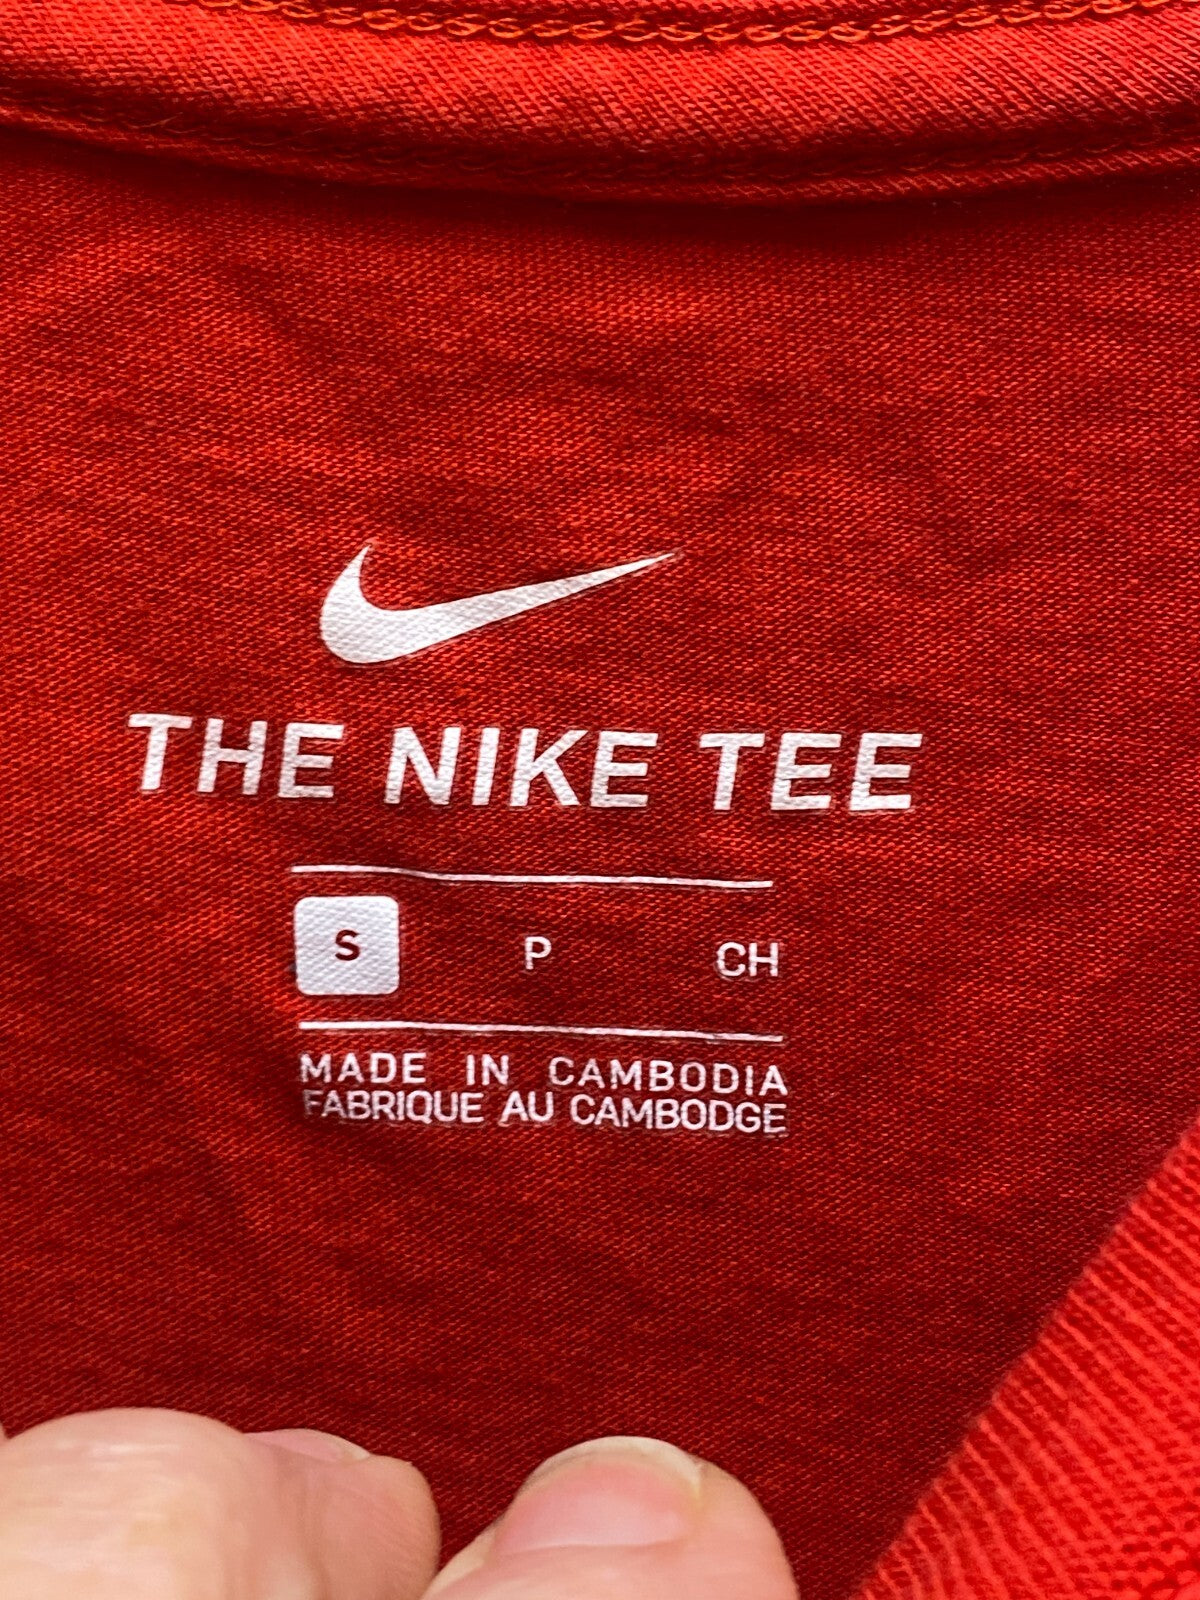 THE NIKE TEE
S P CH
MADE IN CAMBODIA
FABRIQUE AU CAMBODGE